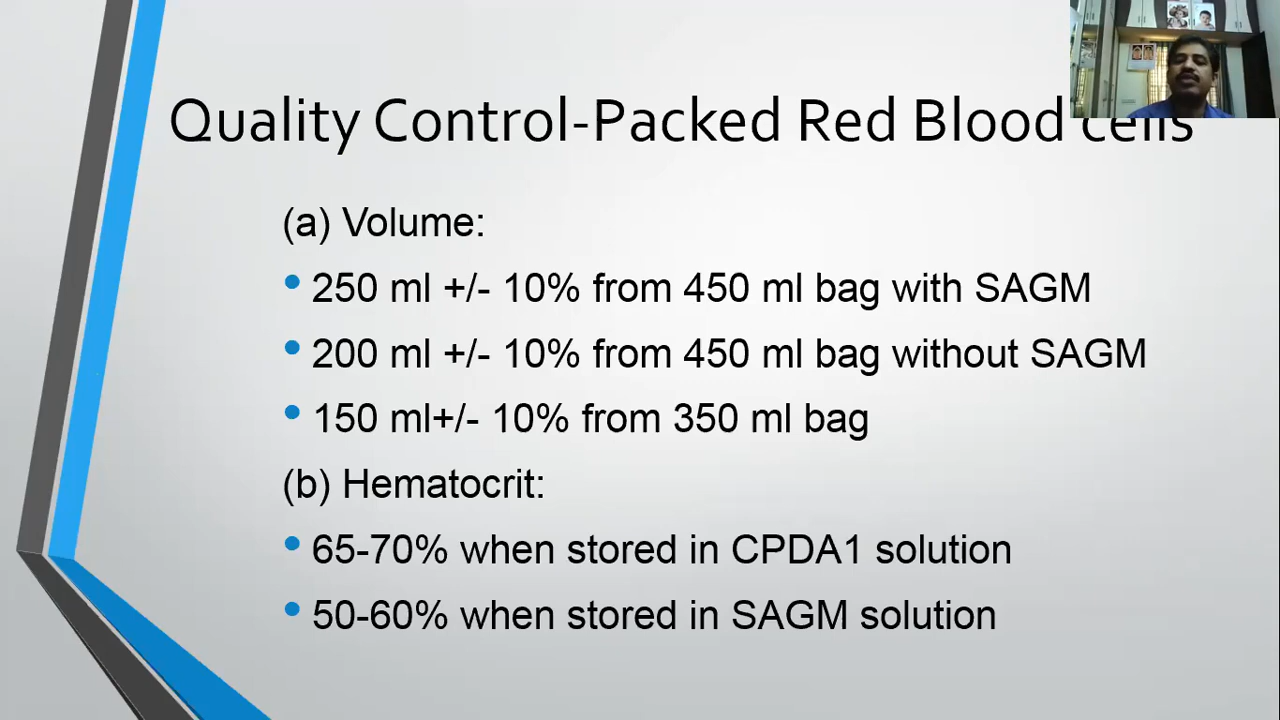 Quality Control-Packed Red Blood cells
(a) Volume:
250 ml +/- 10% from 450 ml bag with SAGM
200 ml +/- 10% from 450 ml bag without SAGM
150 ml+/- 10% from 350 ml bag
(b) Hematocrit:
65-70% when stored in CPDA1 solution
50-60% when stored in SAGM solution